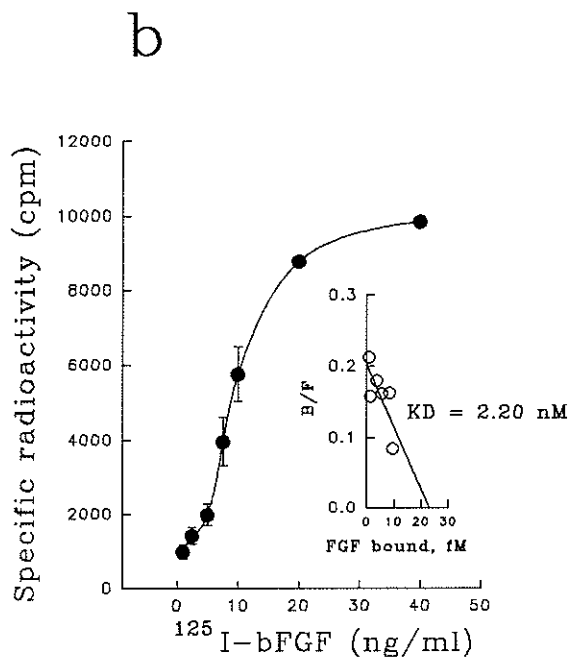 b
Specific radioactivity (cpm)
12000
10000
8000
6000
4000
2000
0
0 10 20 30 40 50
125I-bFGF (ng/ml)
B/F
0.3
0.2
0.1
0.0
0 10 20 30
FGF bound, fM
KD = 2.20 nM